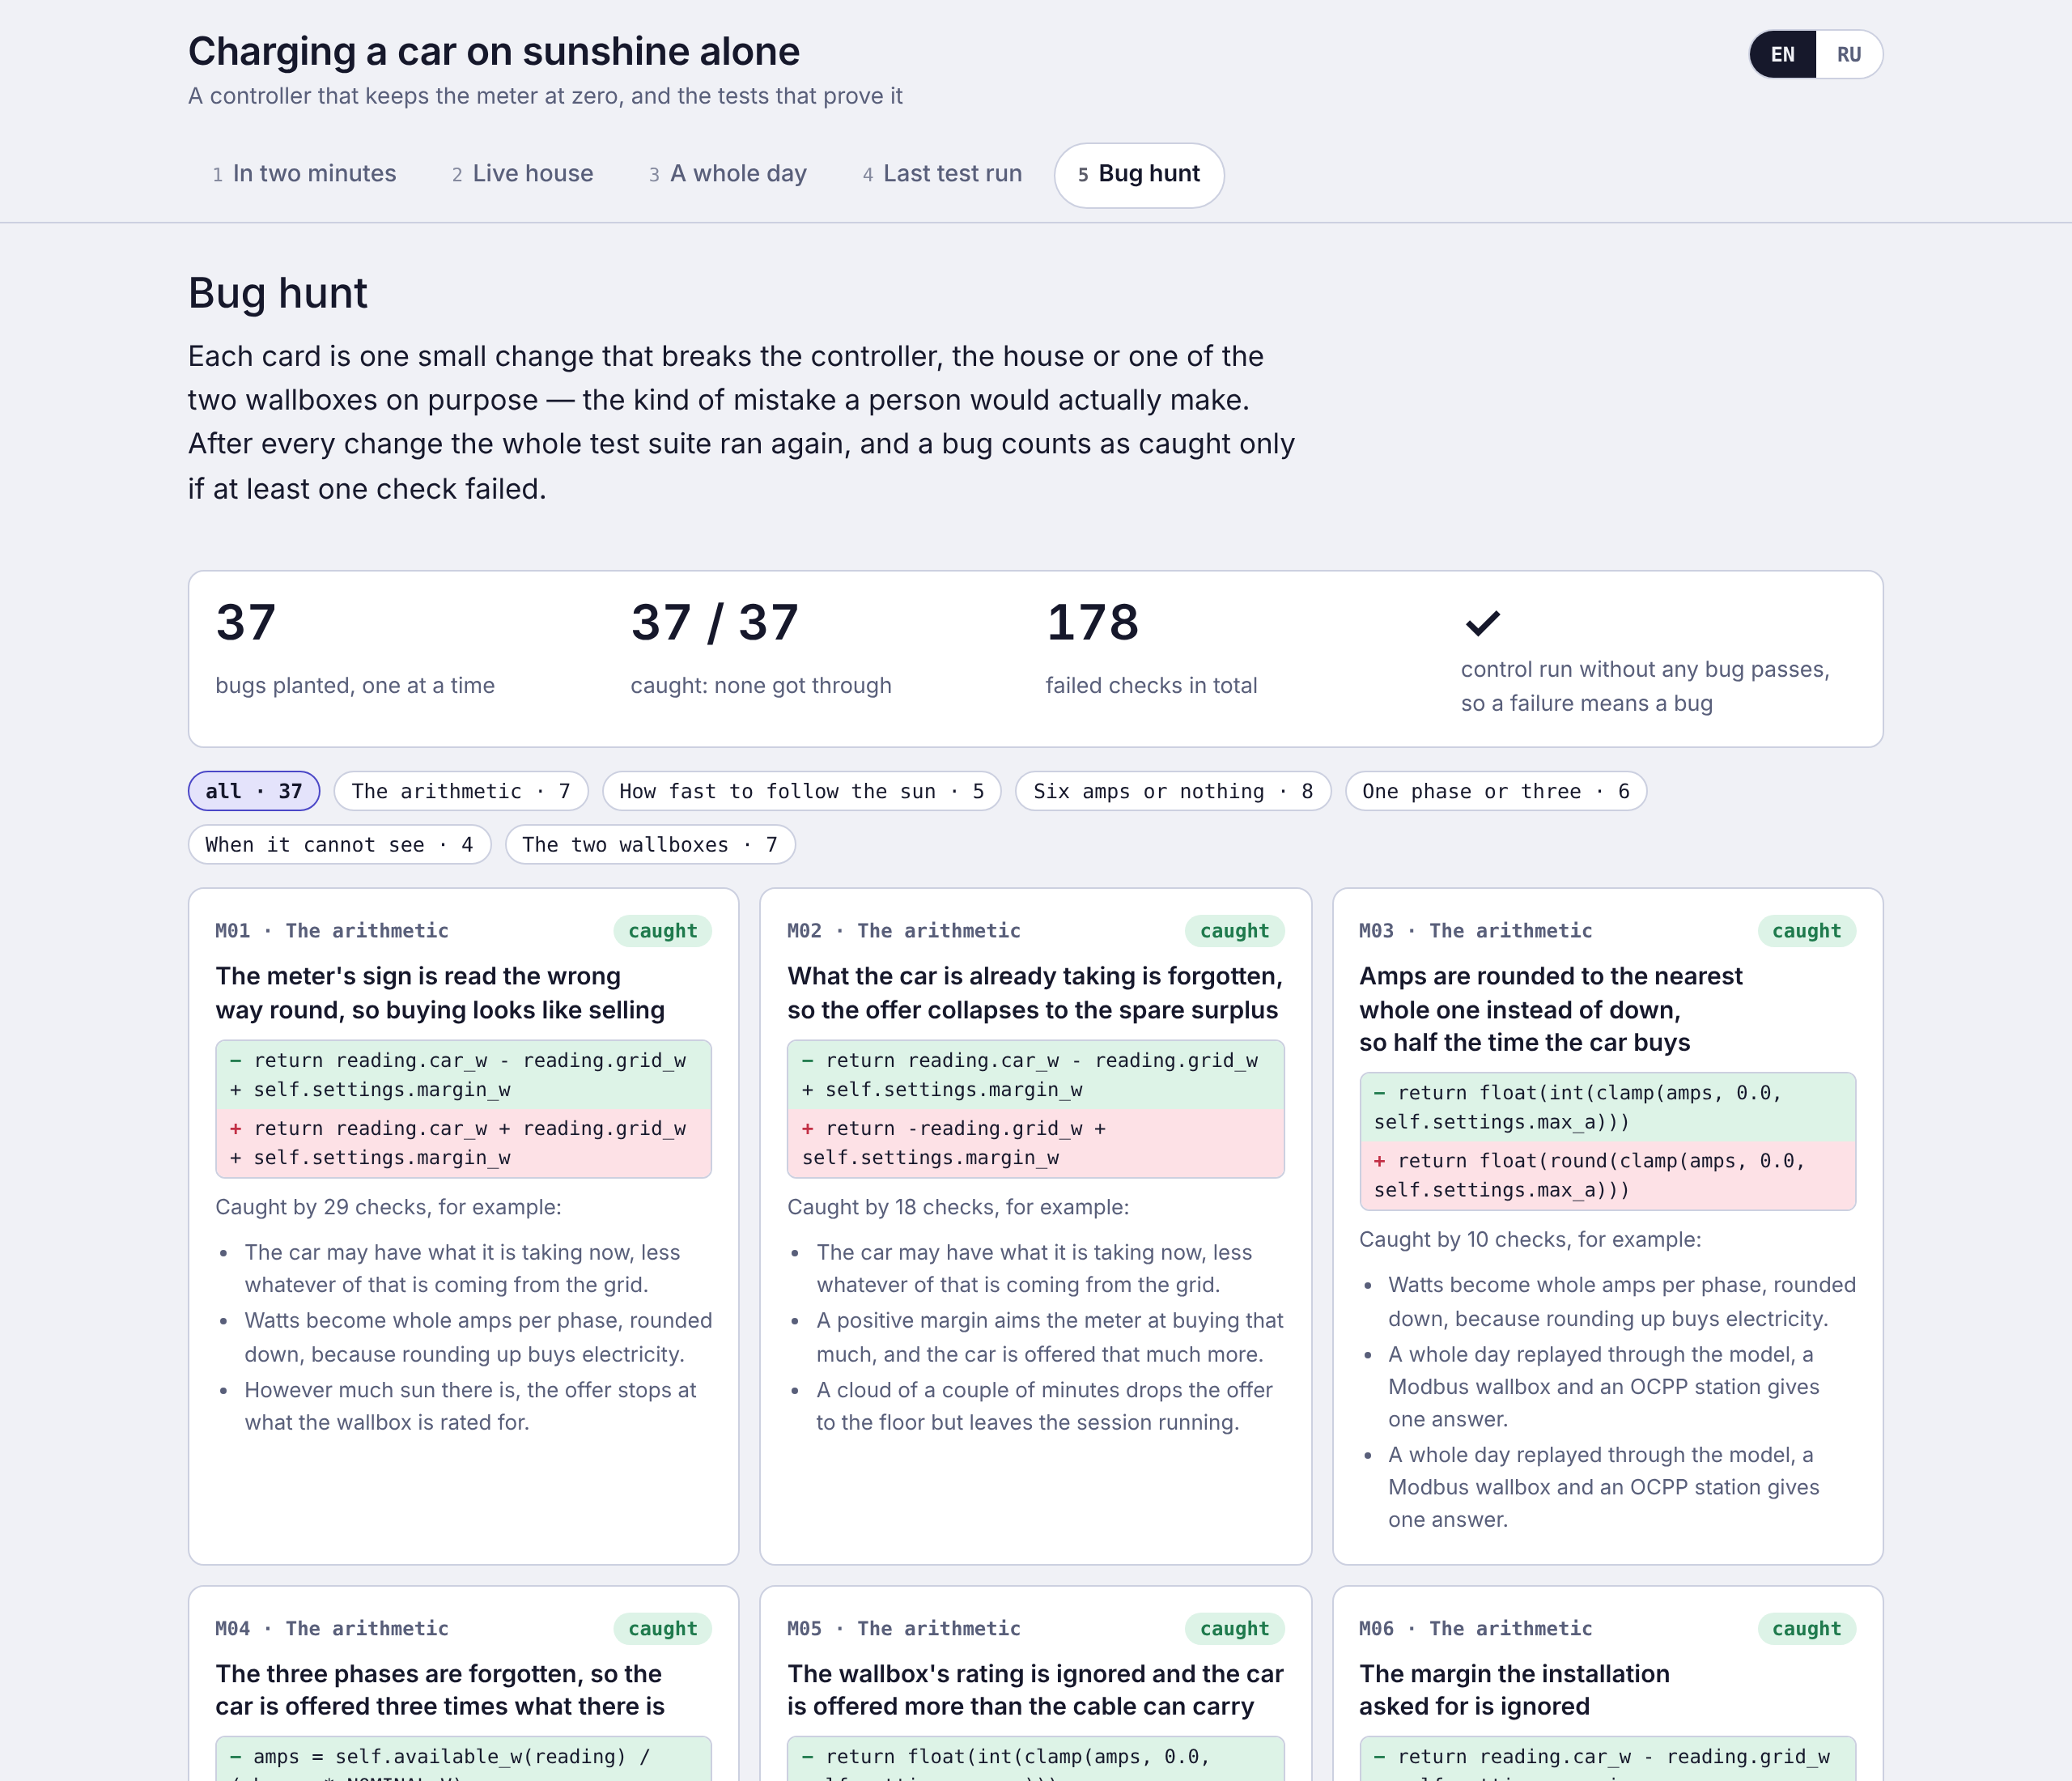 Charging a car on sunshine alone
EN RU
A controller that keeps the meter at zero, and the tests that prove it
1 In two minutes
2 Live house
3 A whole day
4 Last test run
5 Bug hunt
Bug hunt
Each card is one small change that breaks the controller, the house or one of the
two wallboxes on purpose — the kind of mistake a person would actually make.
After every change the whole test suite ran again, and a bug counts as caught only
if at least one check failed.
37
bugs planted, one at a time
37 / 37
caught: none got through
178
failed checks in total
✓
control run without any bug passes,
so a failure means a bug
all · 37
The arithmetic · 7
How fast to follow the sun · 5
Six amps or nothing · 8
One phase or three · 6
When it cannot see · 4
The two wallboxes · 7
M01 · The arithmetic
caught
The meter's sign is read the wrong
way round, so buying looks like selling
− return reading.car_w - reading.grid_w
+ self.settings.margin_w
+ return reading.car_w + reading.grid_w
+ self.settings.margin_w
Caught by 29 checks, for example:
• The car may have what it is taking now, less
whatever of that is coming from the grid.
• Watts become whole amps per phase, rounded
down, because rounding up buys electricity.
• However much sun there is, the offer stops at
what the wallbox is rated for.
M02 · The arithmetic
caught
What the car is already taking is forgotten,
so the offer collapses to the spare surplus
− return reading.car_w - reading.grid_w
+ self.settings.margin_w
+ return -reading.grid_w +
self.settings.margin_w
Caught by 18 checks, for example:
• The car may have what it is taking now, less
whatever of that is coming from the grid.
• A positive margin aims the meter at buying that
much, and the car is offered that much more.
• A cloud of a couple of minutes drops the offer
to the floor but leaves the session running.
M03 · The arithmetic
caught
Amps are rounded to the nearest
whole one instead of down,
so half the time the car buys
− return float(int(clamp(amps, 0.0,
self.settings.max_a)))
+ return float(round(clamp(amps, 0.0,
self.settings.max_a)))
Caught by 10 checks, for example:
• Watts become whole amps per phase, rounded
down, because rounding up buys electricity.
• A whole day replayed through the model, a
Modbus wallbox and an OCPP station gives
one answer.
• A whole day replayed through the model, a
Modbus wallbox and an OCPP station gives
one answer.
M04 · The arithmetic
caught
The three phases are forgotten, so the
car is offered three times what there is
− amps = self.available_w(reading) /
M05 · The arithmetic
caught
The wallbox's rating is ignored and the car
is offered more than the cable can carry
− return float(int(clamp(amps, 0.0,
M06 · The arithmetic
caught
The margin the installation
asked for is ignored
− return reading.car_w - reading.grid_w